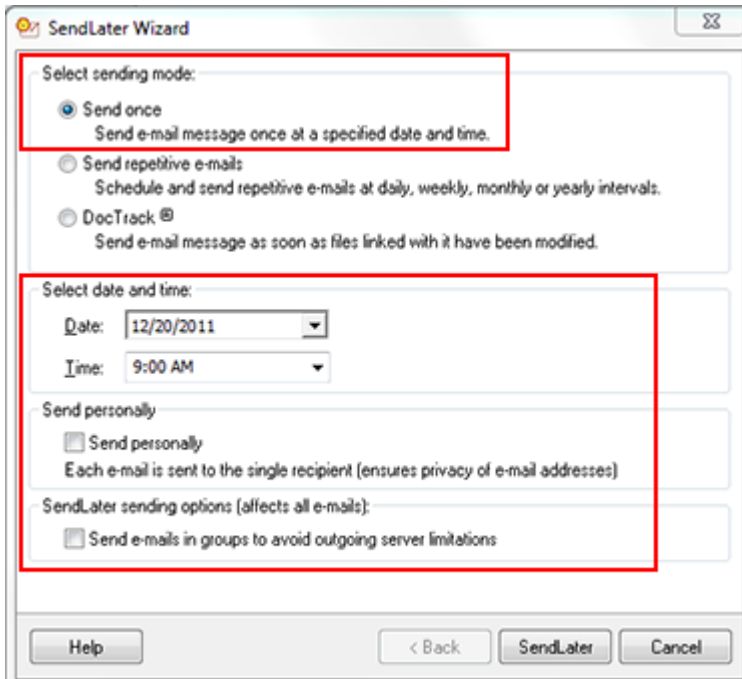 SendLater Wizard
Select sending mode:
Send once
Send e-mail message once at a specified date and time.
Send repetitive e-mails
Schedule and send repetitive e-mails at daily, weekly, monthly or yearly intervals.
DocTrack ®
Send e-mail message as soon as files linked with it have been modified.
Select date and time:
Date: 12/20/2011
Time: 9:00 AM
Send personally
Send personally
Each e-mail is sent to the single recipient (ensures privacy of e-mail addresses)
SendLater sending options (affects all e-mails):
Send e-mails in groups to avoid outgoing server limitations
Help < Back SendLater Cancel